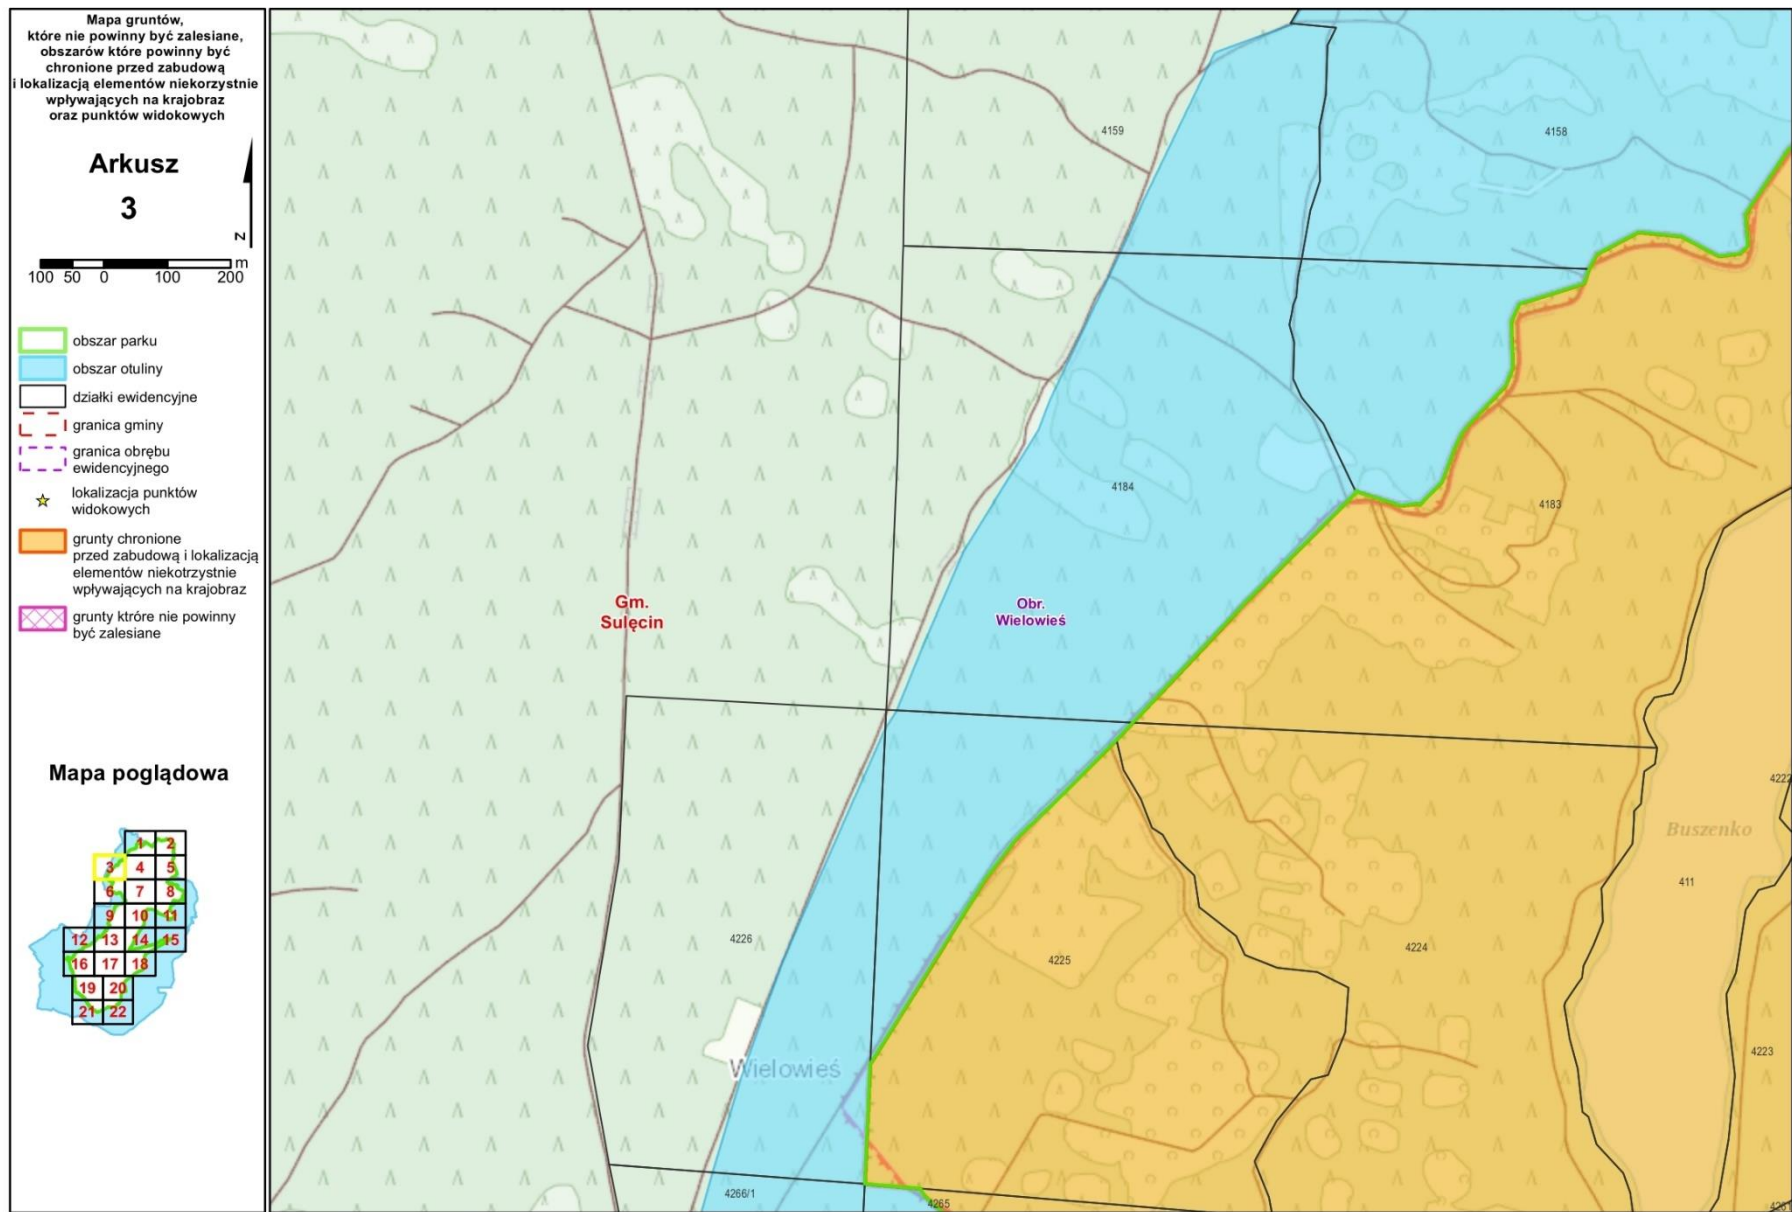 Mapa gruntów,
które nie powinny być zalesiane,
obszarów które powinny być
chronione przed zabudową
i lokalizacją elementów niekorzystnie
wpływających na krajobraz
oraz punktów widokowych
Arkusz
3
N
100 50 0 100 200 m
obszar parku
obszar otuliny
działki ewidencyjne
granica gminy
granica obrębu
ewidencyjnego
lokalizacja punktów
widokowych
grunty chronione
przed zabudową i lokalizacją
elementów niekotrzystnie
wpływających na krajobraz
grunty któróre nie powinny
być zalesiane
Mapa poglądowa
1 2
3 4 5
6 7 8
9 10 11
12 13 14 15
16 17 18
19 20
21 22
4159
4158
4184
4183
Gm.
Sulęcin
Obr.
Wielowieś
4222
Buszenko
411
4226
4225
4224
4223
Wielowieś
4266/1
4265